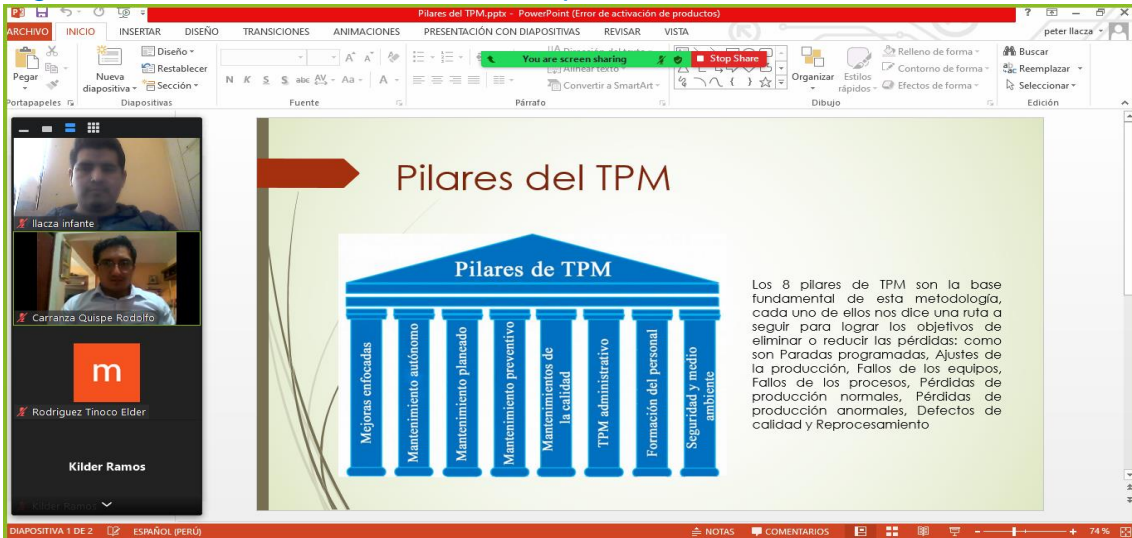 Pilares del TPM.pptx - PowerPoint (Error de activación de productos)
ARCHIVO INICIO INSERTAR DISEÑO TRANSICIONES ANIMACIONES PRESENTACIÓN CON DIAPOSITIVAS REVISAR VISTA
peter llacza
Pegar
Nueva diapositiva
Diseño
Restablecer
Sección
N K S S abc AV Aa A
You are screen sharing
Stop Share
Alinear texto
Convertir a SmartArt
Organizar
Estilos rápidos
Relleno de forma
Contorno de forma
Efectos de forma
Buscar
Reemplazar
Seleccionar
Portapapeles Diapositivas Fuente Párrafo Dibujo Edición
llacza infante
Carranza Quispe Rodolfo
m
Rodriguez Tinoco Elder
Kilder Ramos
Kilder Ramos
Pilares del TPM
Pilares de TPM
Mejoras enfocadas
Mantenimiento autónomo
Mantenimiento planeado
Mantenimiento preventivo
Mantenimientos de
la calidad
TPM administrativo
Formación del personal
Seguridad y medio
ambiente
Los 8 pilares de TPM son la base
fundamental de esta metodología,
cada uno de ellos nos dice una ruta a
seguir para lograr los objetivos de
eliminar o reducir las pérdidas: como
son Paradas programadas, Ajustes de
la producción, Fallos de los equipos,
Fallos de los procesos, Pérdidas de
producción normales, Pérdidas de
producción anormales, Defectos de
calidad y Reprocesamiento
DIAPOSITIVA 1 DE 2 ESPAÑOL (PERÚ) NOTAS COMENTARIOS 74 %